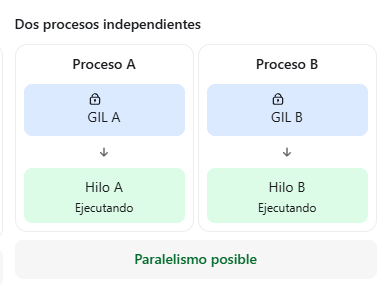 Dos procesos independientes
Proceso A
GIL A
Hilo A
Ejecutando
Proceso B
GIL B
Hilo B
Ejecutando
Paralelismo posible